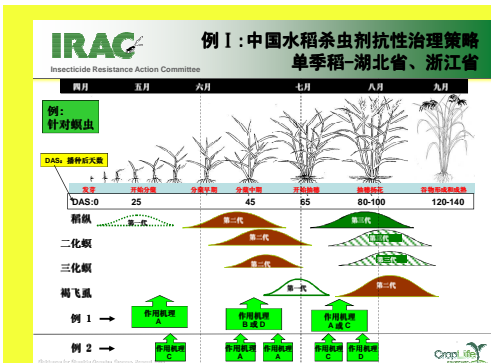 IRAC
Insecticide Resistance Action Committee
例Ⅰ:中国水稻杀虫剂抗性治理策略
单季稻-湖北省、浙江省
四月 五月 六月 七月 八月 九月
例:
针对螟虫
DAS: 播种后天数
发芽 开始分蘖 分蘖早期 分蘖中期 开始抽穗 抽穗扬花 谷物形成和成熟
DAS:0 25 45 65 80-100 120-140
稻纵 第一代 第二代 第三代
二化螟 第二代 第三代
三化螟 第二代 第三代
褐飞虱 第一代 第二代
例 1 → 作用机理 A 作用机理 B 或 D 作用机理 A 或 C
例 2 → 作用机理 C 作用机理 A 作用机理 A 作用机理 C 作用机理 D
CropLife